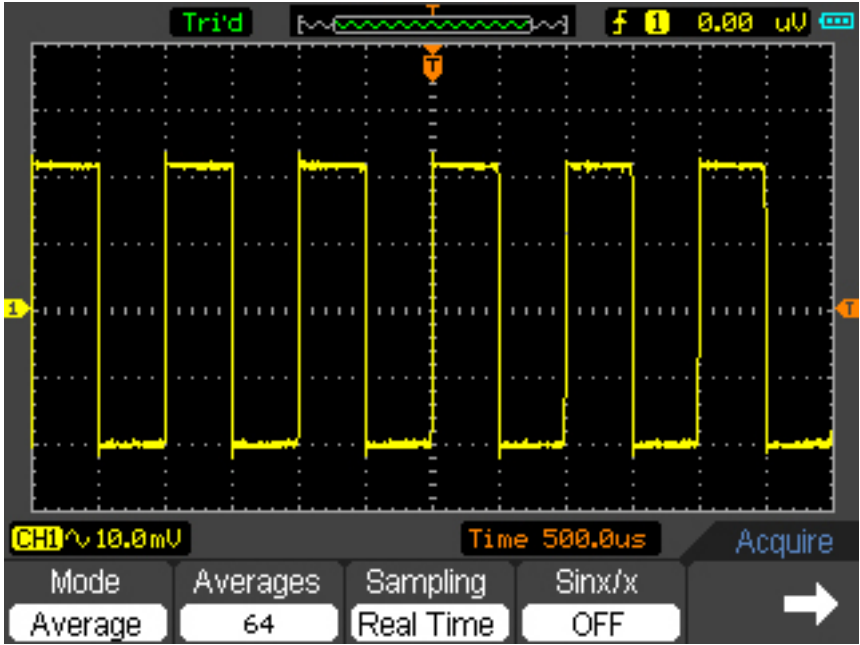 T
Tri'd
1 0.00 uV
T
1
T
CH1 10.0mV
Time 500.0us
Acquire
Mode Averages Sampling Sinx/x
Average 64 Real Time OFF